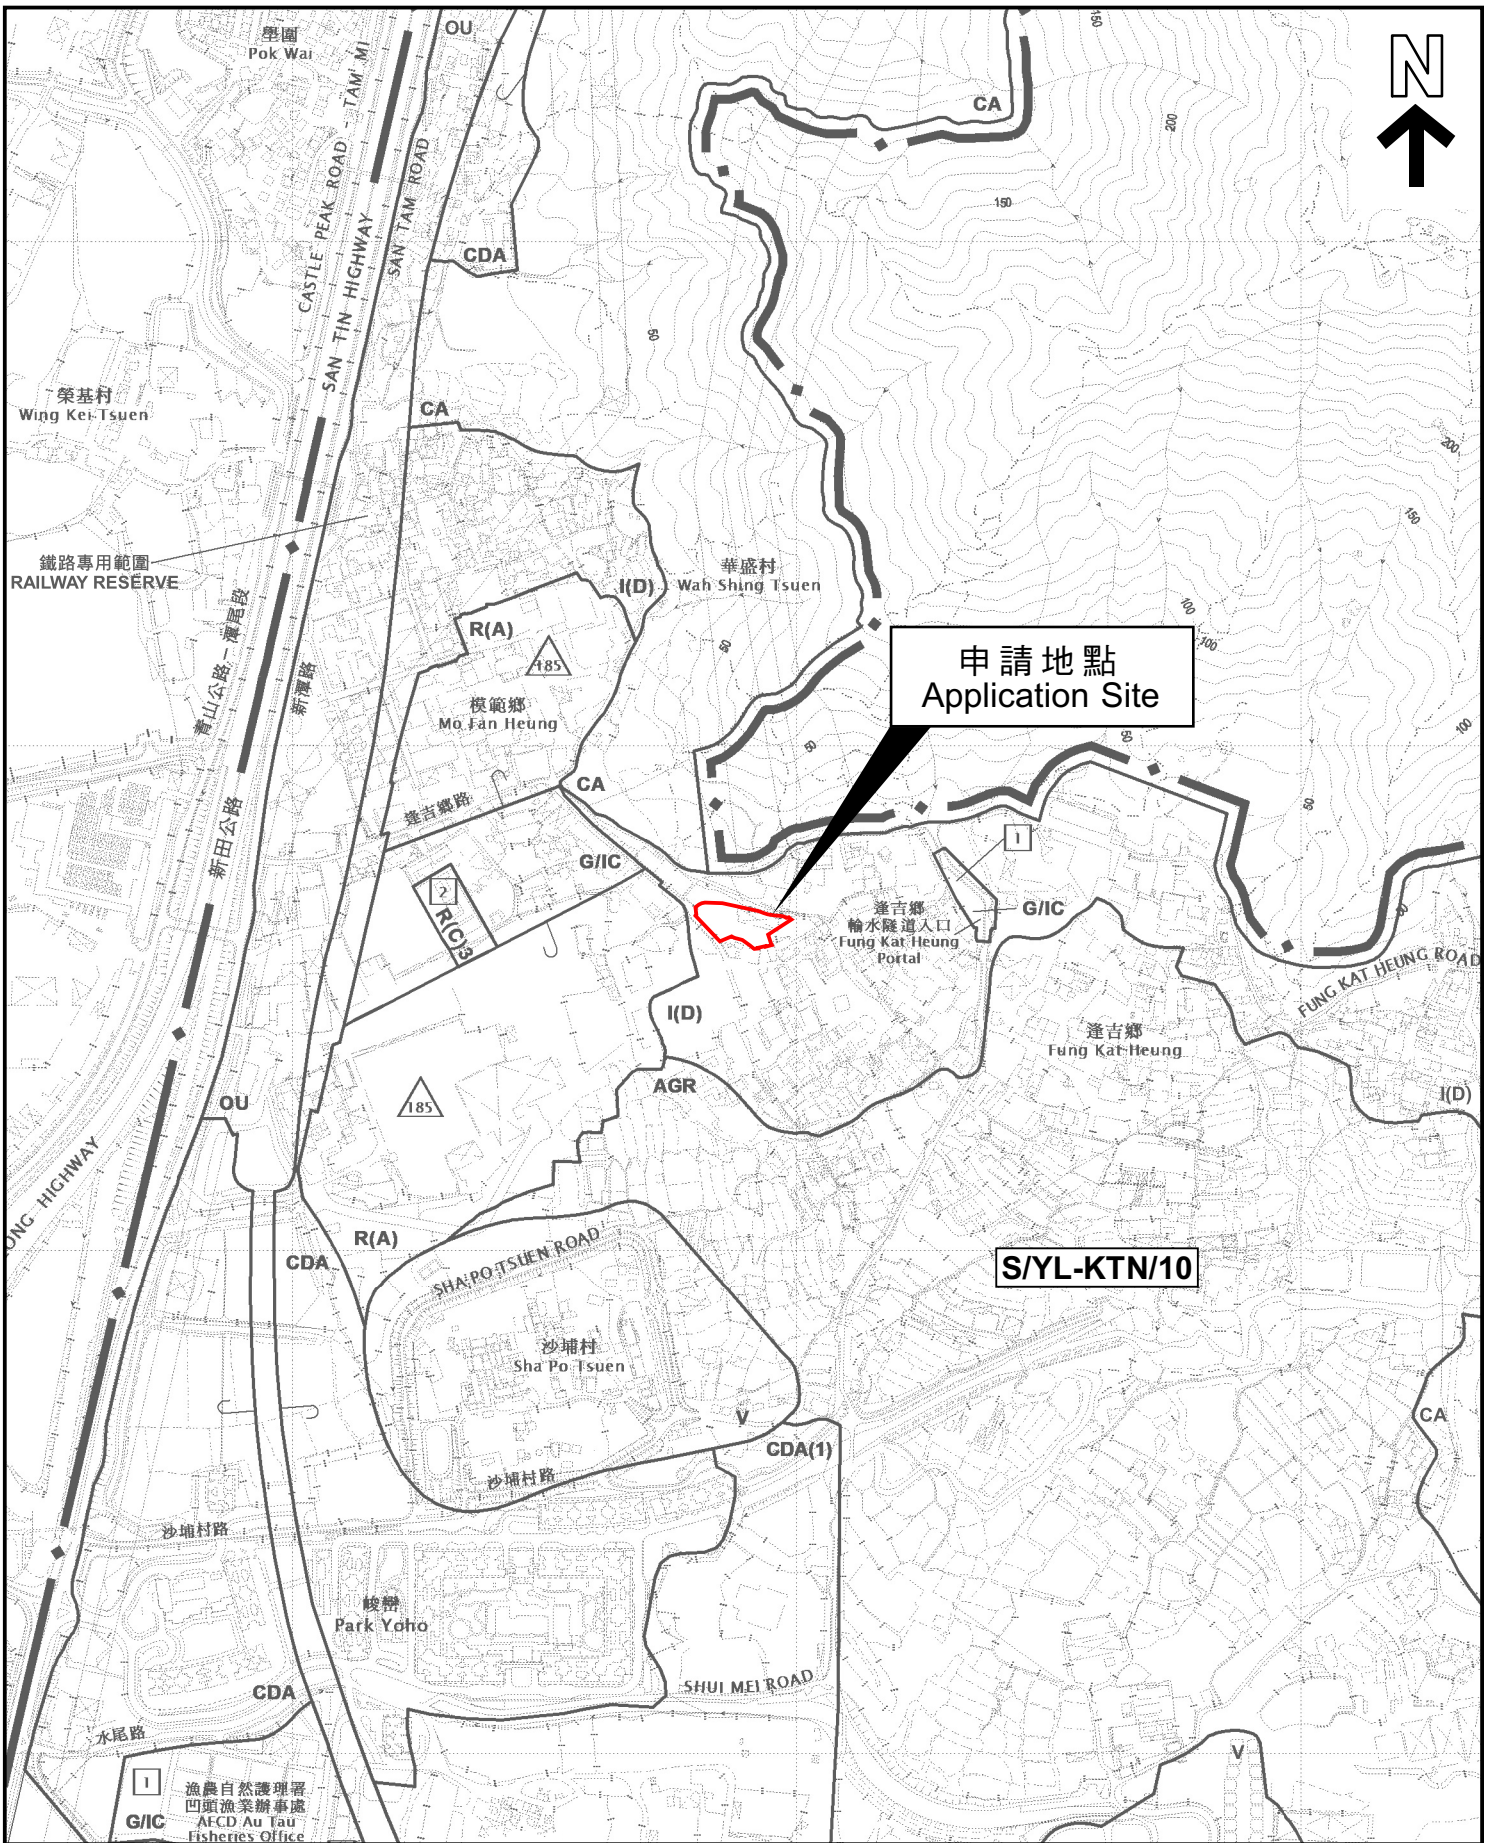 壆圍
Pok Wai
OU
N
CA
200
150
150
CASTLE PEAK ROAD - TAM MI
SAN TIN HIGHWAY
SAN TAM ROAD
CDA
50
榮基村
Wing Kei Tsuen
CA
200
150
鐵路專用範圍
RAILWAY RESERVE
I(D)
華盛村
Wah Shing Tsuen
100
100
R(A)
185
50
申請地點
Application Site
模範鄉
Mo Fan Heung
青山公路－潭尾段
新潭路
新田公路
50
50
100
50
CA
逢吉鄉路
G/IC
1
2
R(C)3
逢吉鄉
輸水隧道入口
Fung Kat Heung
Portal
G/IC
50
FUNG KAT HEUNG ROAD
I(D)
逢吉鄉
Fung Kat Heung
AGR
I(D)
OU
185
ONG HIGHWAY
R(A)
CDA
SHA PO TSUEN ROAD
S/YL-KTN/10
沙埔村
Sha Po Tsuen
V
CA
CDA(1)
沙埔村路
沙埔村路
峻巒
Park Yoho
SHUI MEI ROAD
CDA
水尾路
V
1
G/IC
漁農自然護理署
凹頭漁業辦事處
AFCD Au Tau
Fisheries Office